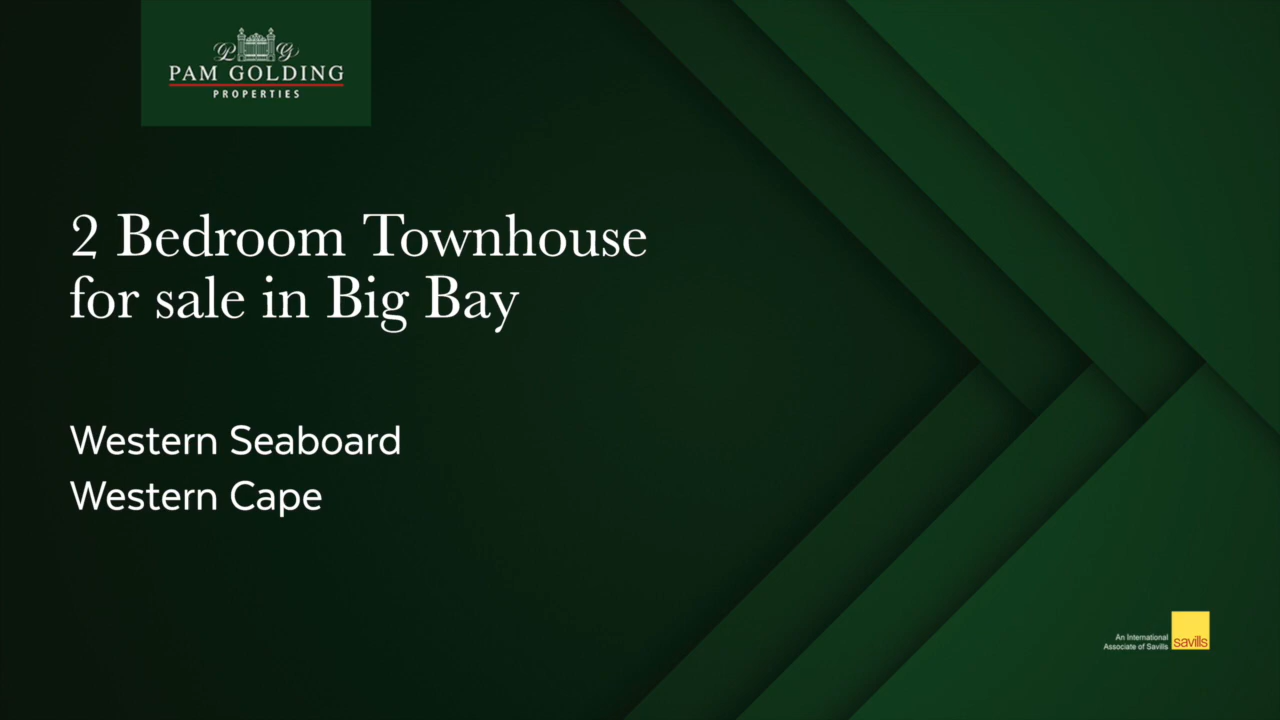 P G
PAM GOLDING
PROPERTIES
2 Bedroom Townhouse
for sale in Big Bay
Western Seaboard
Western Cape
An International
Associate of Savills
savills